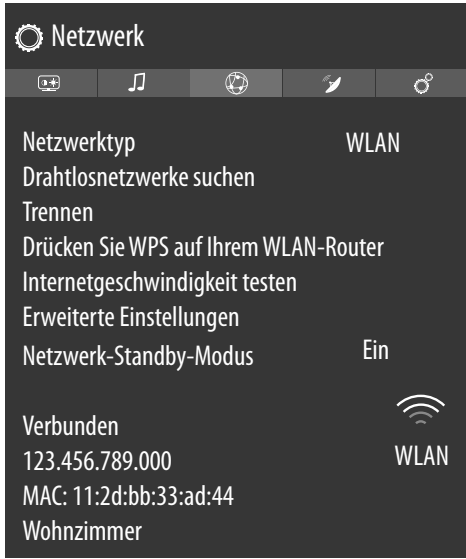 Netzwerk
Netzwerktyp WLAN
Drahtlosnetzwerke suchen
Trennen
Drücken Sie WPS auf Ihrem WLAN-Router
Internetgeschwindigkeit testen
Erweiterte Einstellungen
Netzwerk-Standby-Modus Ein
Verbunden
123.456.789.000 WLAN
MAC: 11:2d:bb:33:ad:44
Wohnzimmer